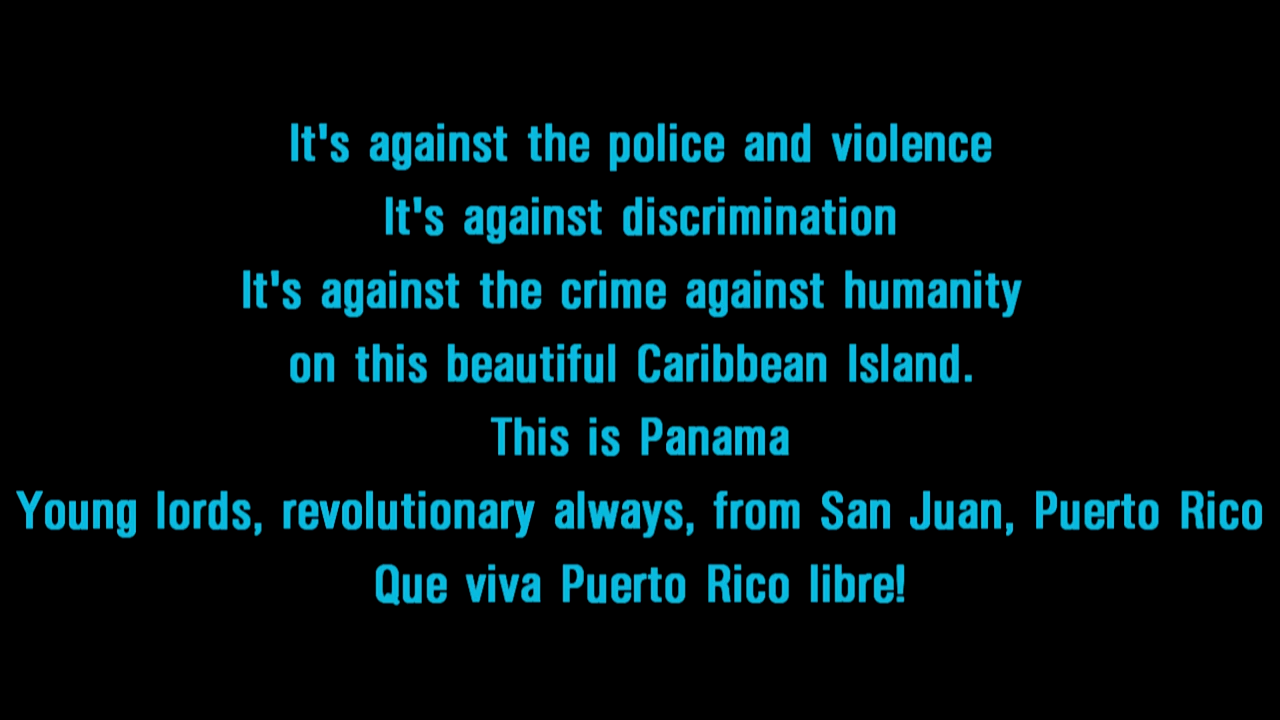 It's against the police and violence
It's against discrimination
It's against the crime against humanity
on this beautiful Caribbean Island.
This is Panama
Young lords, revolutionary always, from San Juan, Puerto Rico
Que viva Puerto Rico libre!